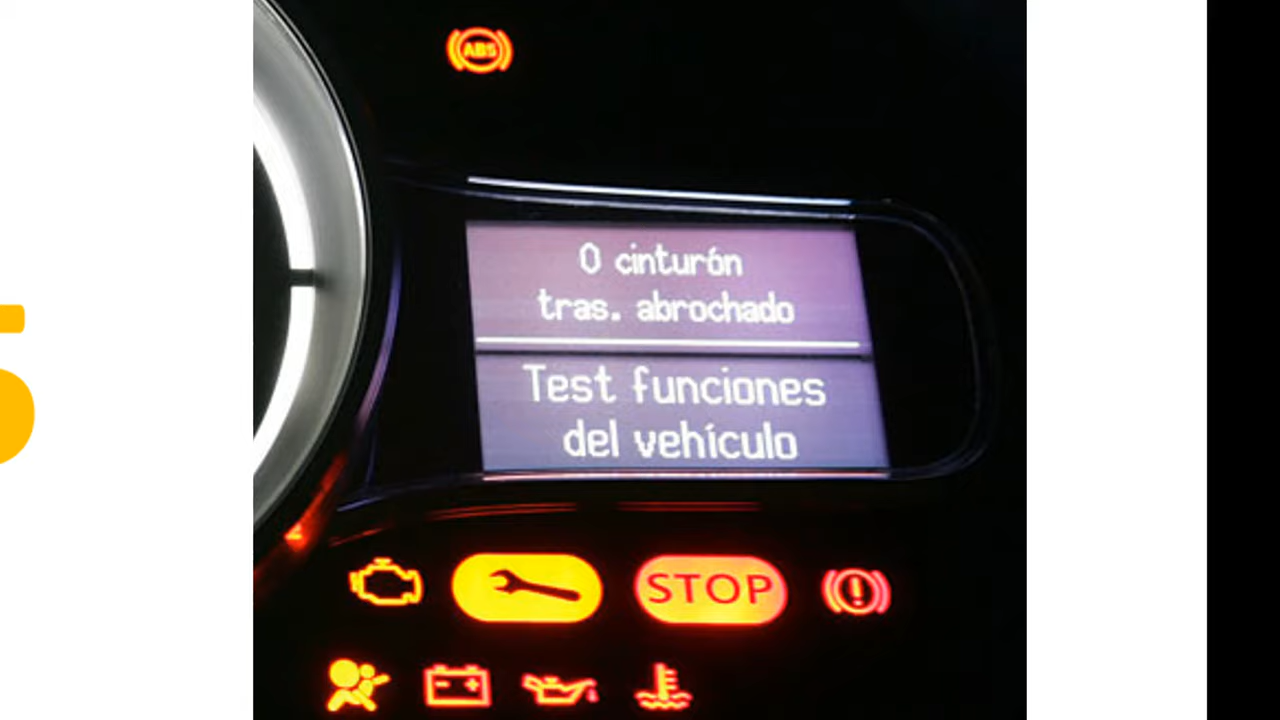 ABS
0 cinturón
tras. abrochado
Test funciones
del vehículo
STOP